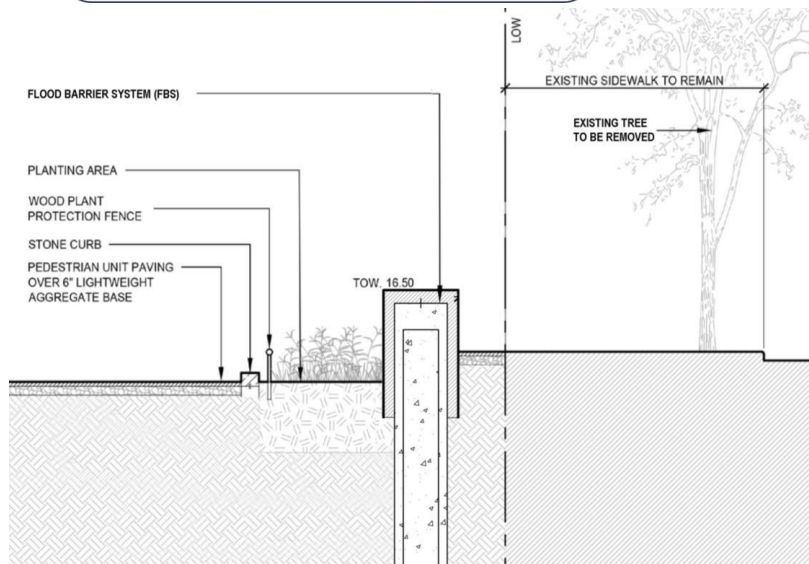 LOW
EXISTING SIDEWALK TO REMAIN
FLOOD BARRIER SYSTEM (FBS)
EXISTING TREE
TO BE REMOVED
PLANTING AREA
WOOD PLANT
PROTECTION FENCE
STONE CURB
PEDESTRIAN UNIT PAVING
OVER 6" LIGHTWEIGHT
AGGREGATE BASE
TOW. 16.50